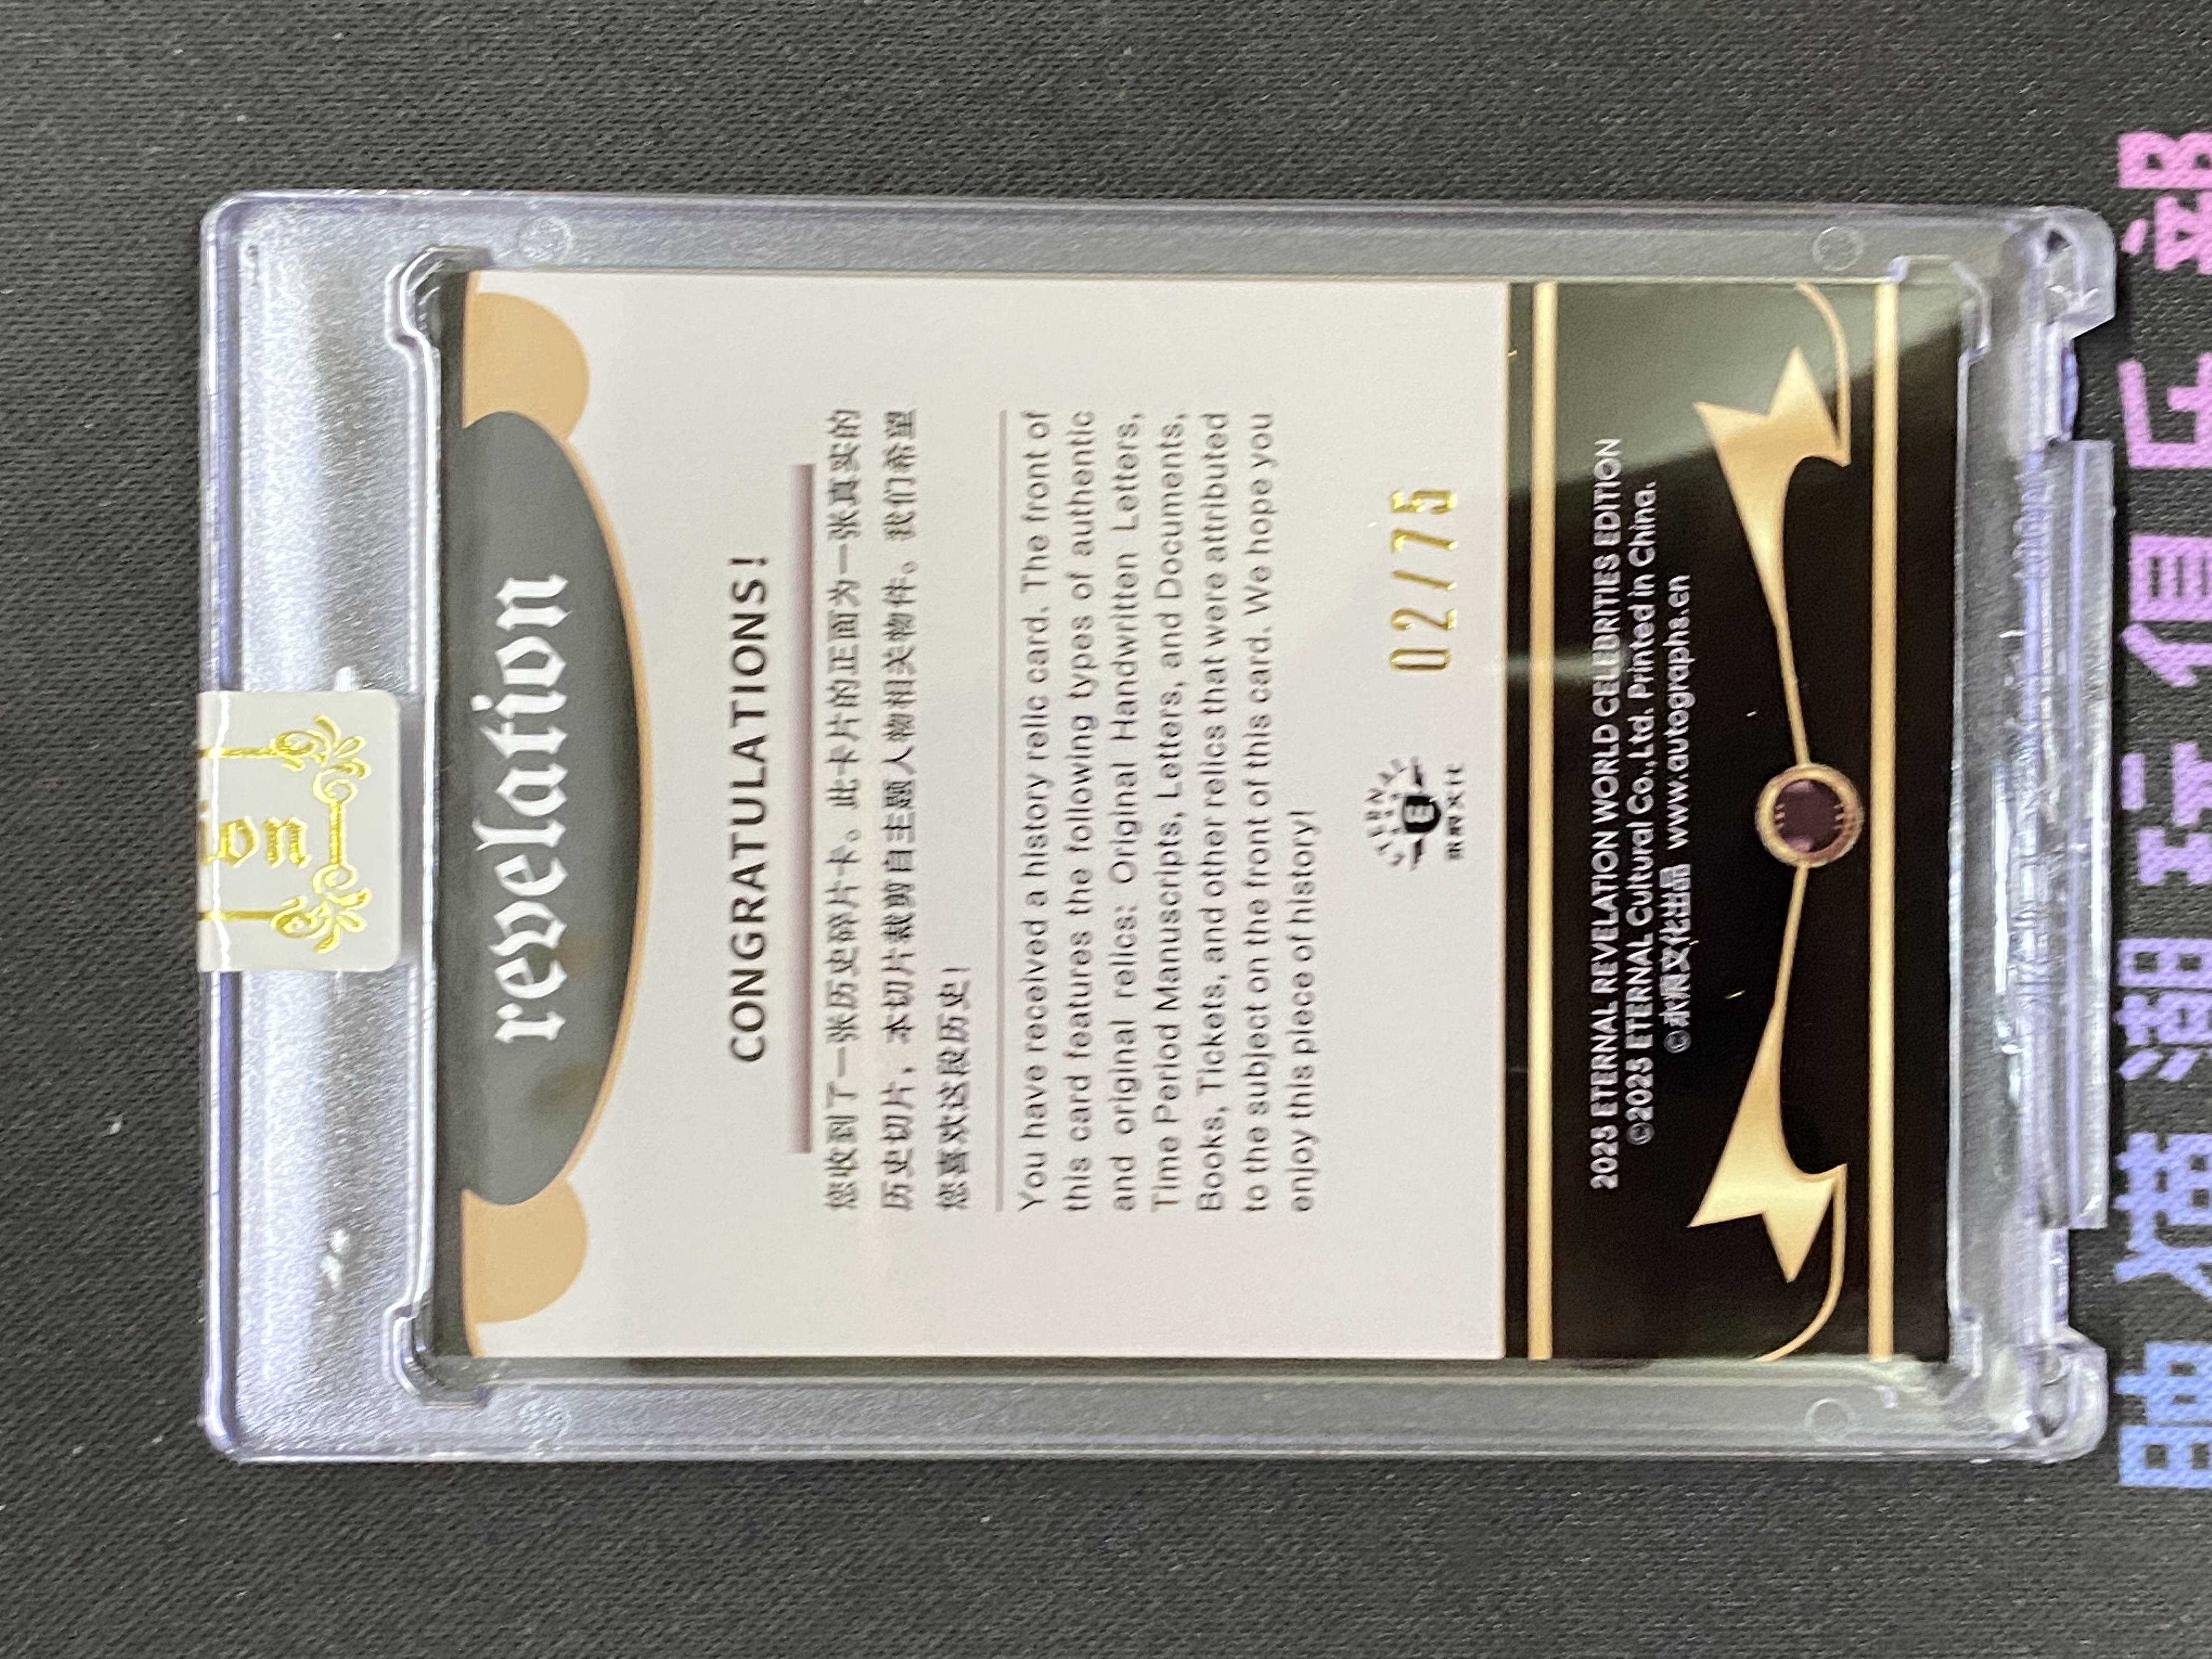 on
revelation
CONGRATULATIONS!
您收到了一张历史碎片卡。此卡片的正面为一张真实的
历史切片，本切片裁剪自主题人物相关物件。我们希望
您喜欢这段历史！
You have received a history relic card. The front of
this card features the following types of authentic
and original relics: Original Handwritten Letters,
Time Period Manuscripts, Letters, and Documents,
Books, Tickets, and other relics that were attributed
to the subject on the front of this card. We hope you
enjoy this piece of history!
E
02/75
2025 ETERNAL REVELATION WORLD CELEBRITIES EDITION
©2025 ETERNAL Cultural Co.,Ltd. Printed in China.
©永恒文化出品 www.autographs.cn